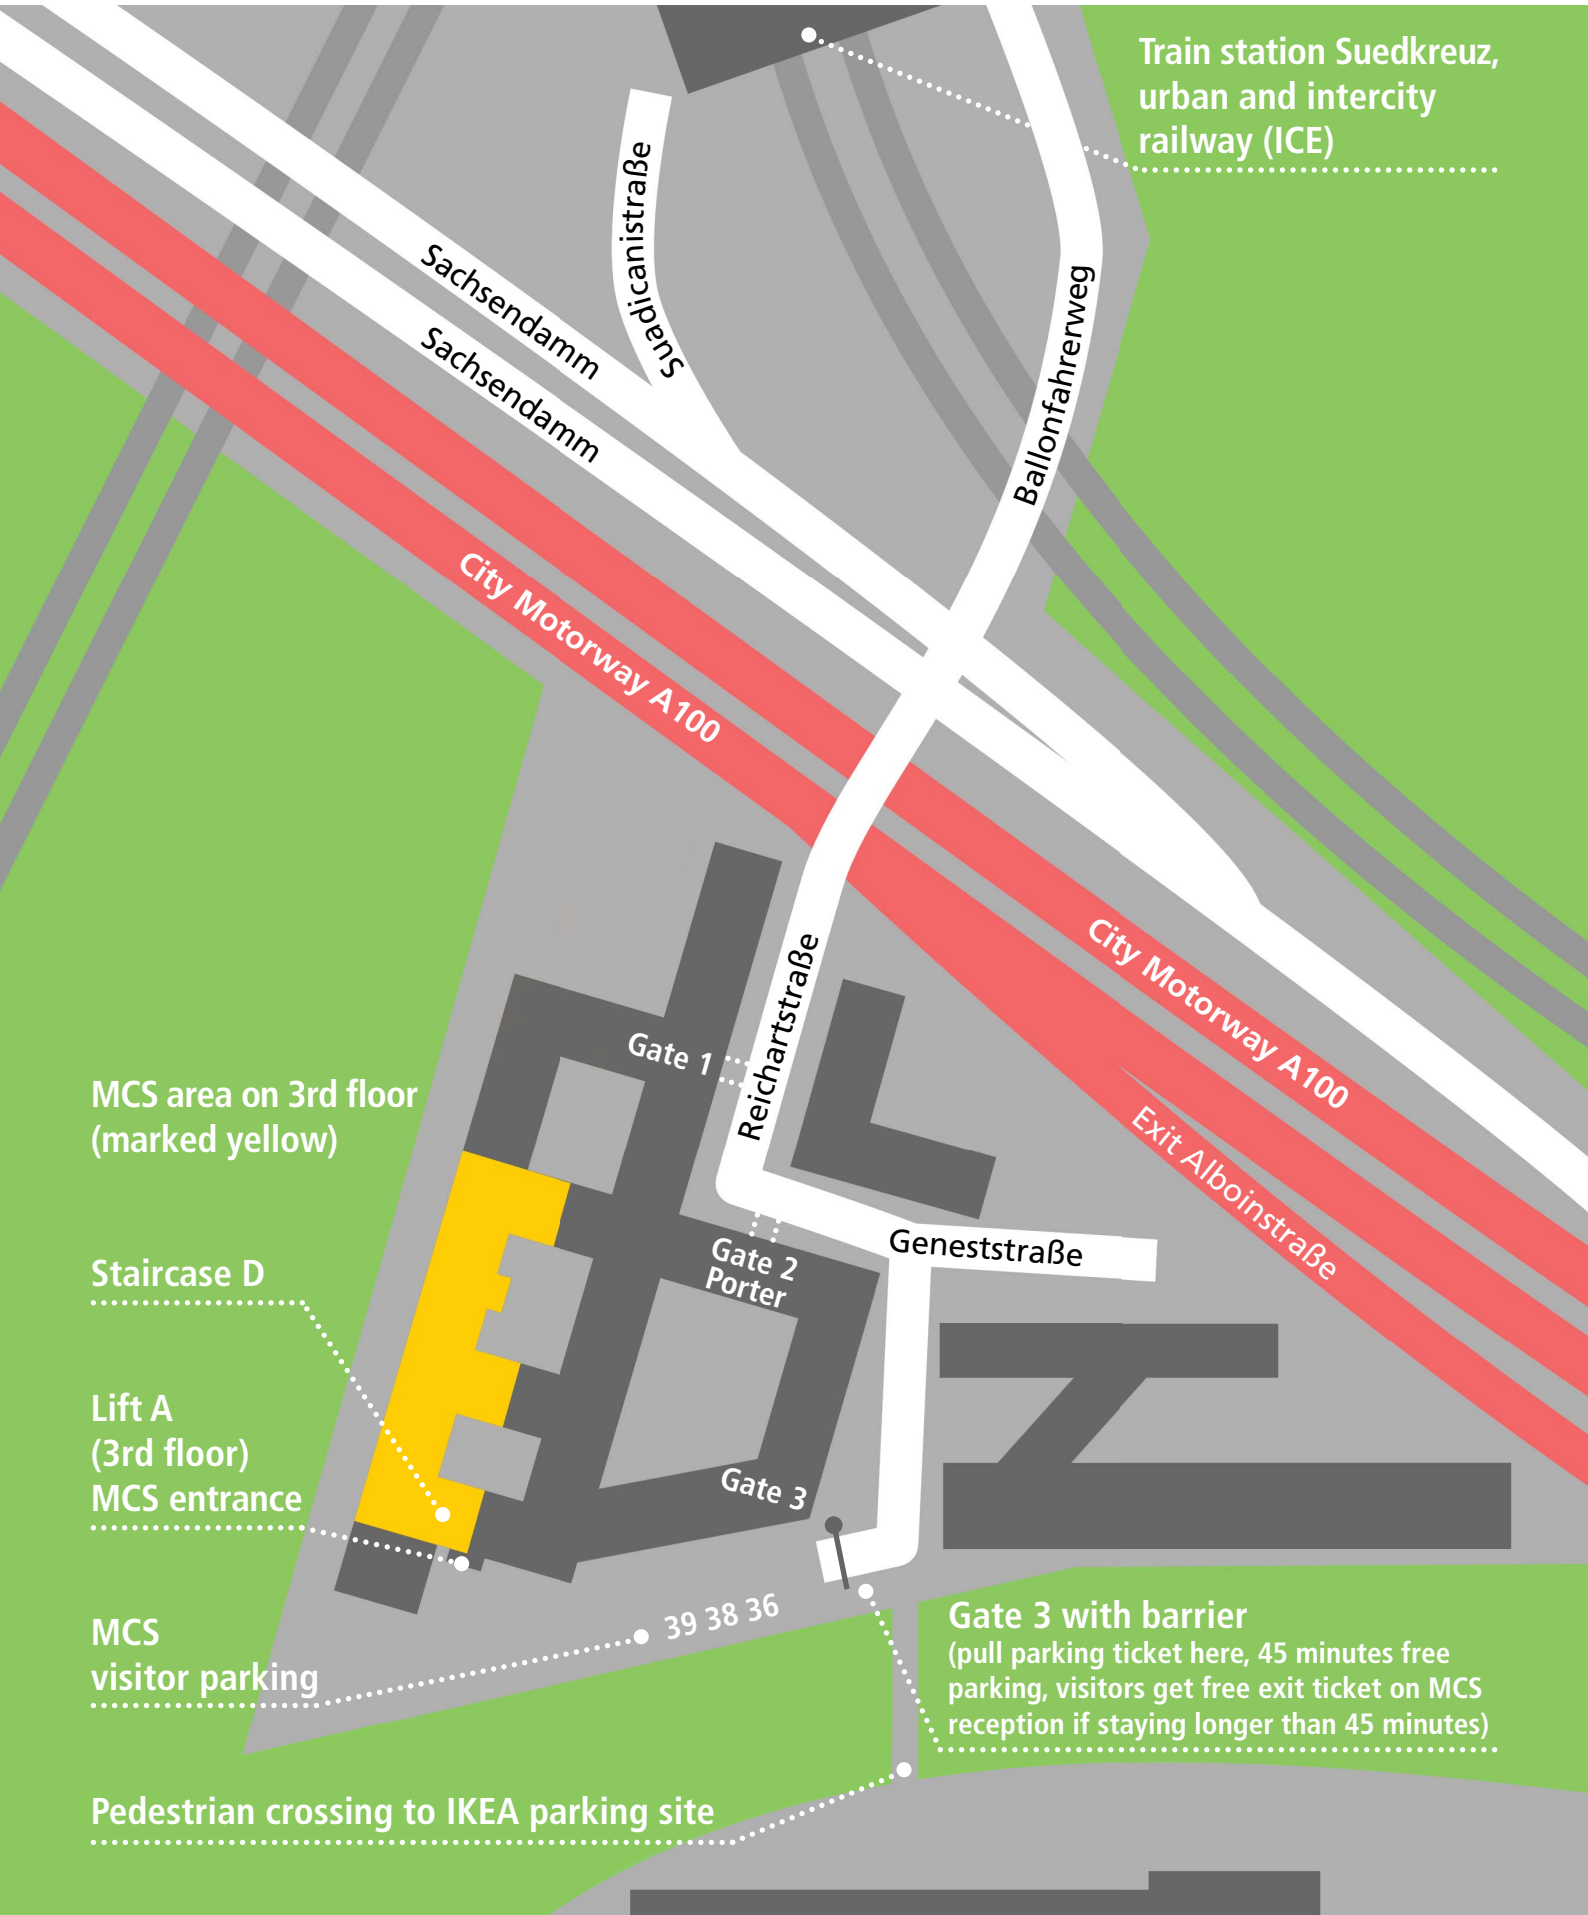 Train station Suedkreuz,
urban and intercity
railway (ICE)
Suadicanistraße
Sachsendamm
Sachsendamm
Ballonfahrerweg
City Motorway A100
City Motorway A100
Exit Alboinstraße
Reichartstraße
Gate 1
MCS area on 3rd floor
(marked yellow)
Gate 2
Porter
Geneststraße
Staircase D
Lift A
(3rd floor)
MCS entrance
Gate 3
39 38 36
MCS
visitor parking
Gate 3 with barrier
(pull parking ticket here, 45 minutes free
parking, visitors get free exit ticket on MCS
reception if staying longer than 45 minutes)
Pedestrian crossing to IKEA parking site